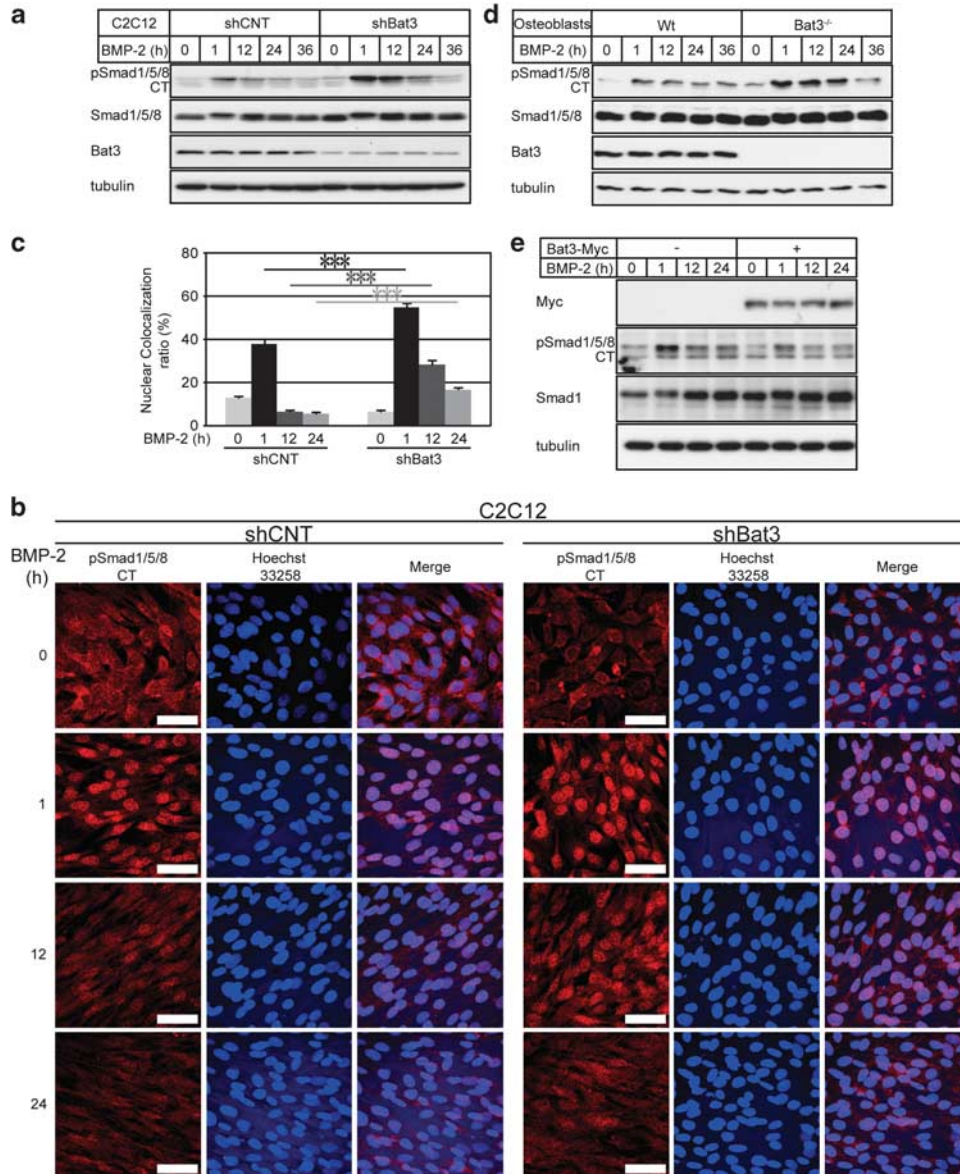 a
C2C12 shCNT shBat3
BMP-2 (h) 0 1 12 24 36 0 1 12 24 36
pSmad1/5/8
CT
Smad1/5/8
Bat3
tubulin
d
Osteoblasts Wt Bat3-/-
BMP-2 (h) 0 1 12 24 36 0 1 12 24 36
pSmad1/5/8
CT
Smad1/5/8
Bat3
tubulin
c
Nuclear Colocalization
ratio (%)
80
60
40
20
0
***
***
†††
BMP-2 (h) 0 1 12 24 0 1 12 24
shCNT shBat3
e
Bat3-Myc - +
BMP-2 (h) 0 1 12 24 0 1 12 24
Myc
pSmad1/5/8
CT
Smad1
tubulin
b
C2C12
shCNT shBat3
BMP-2
(h)
pSmad1/5/8
CT
Hoechst
33258
Merge
pSmad1/5/8
CT
Hoechst
33258
Merge
0
1
12
24